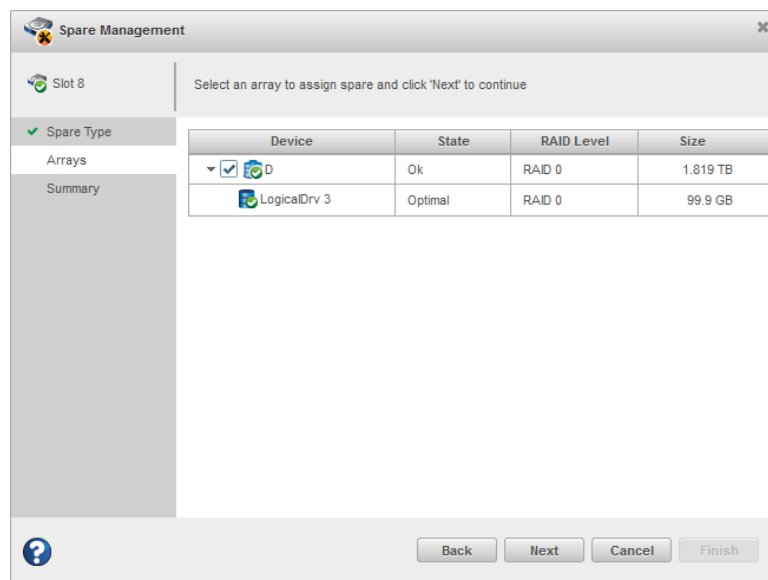 Spare Management
Slot 8
Select an array to assign spare and click 'Next' to continue
Spare Type
Arrays
Summary
Device State RAID Level Size
D Ok RAID 0 1.819 TB
LogicalDrv 3 Optimal RAID 0 99.9 GB
? Back Next Cancel Finish